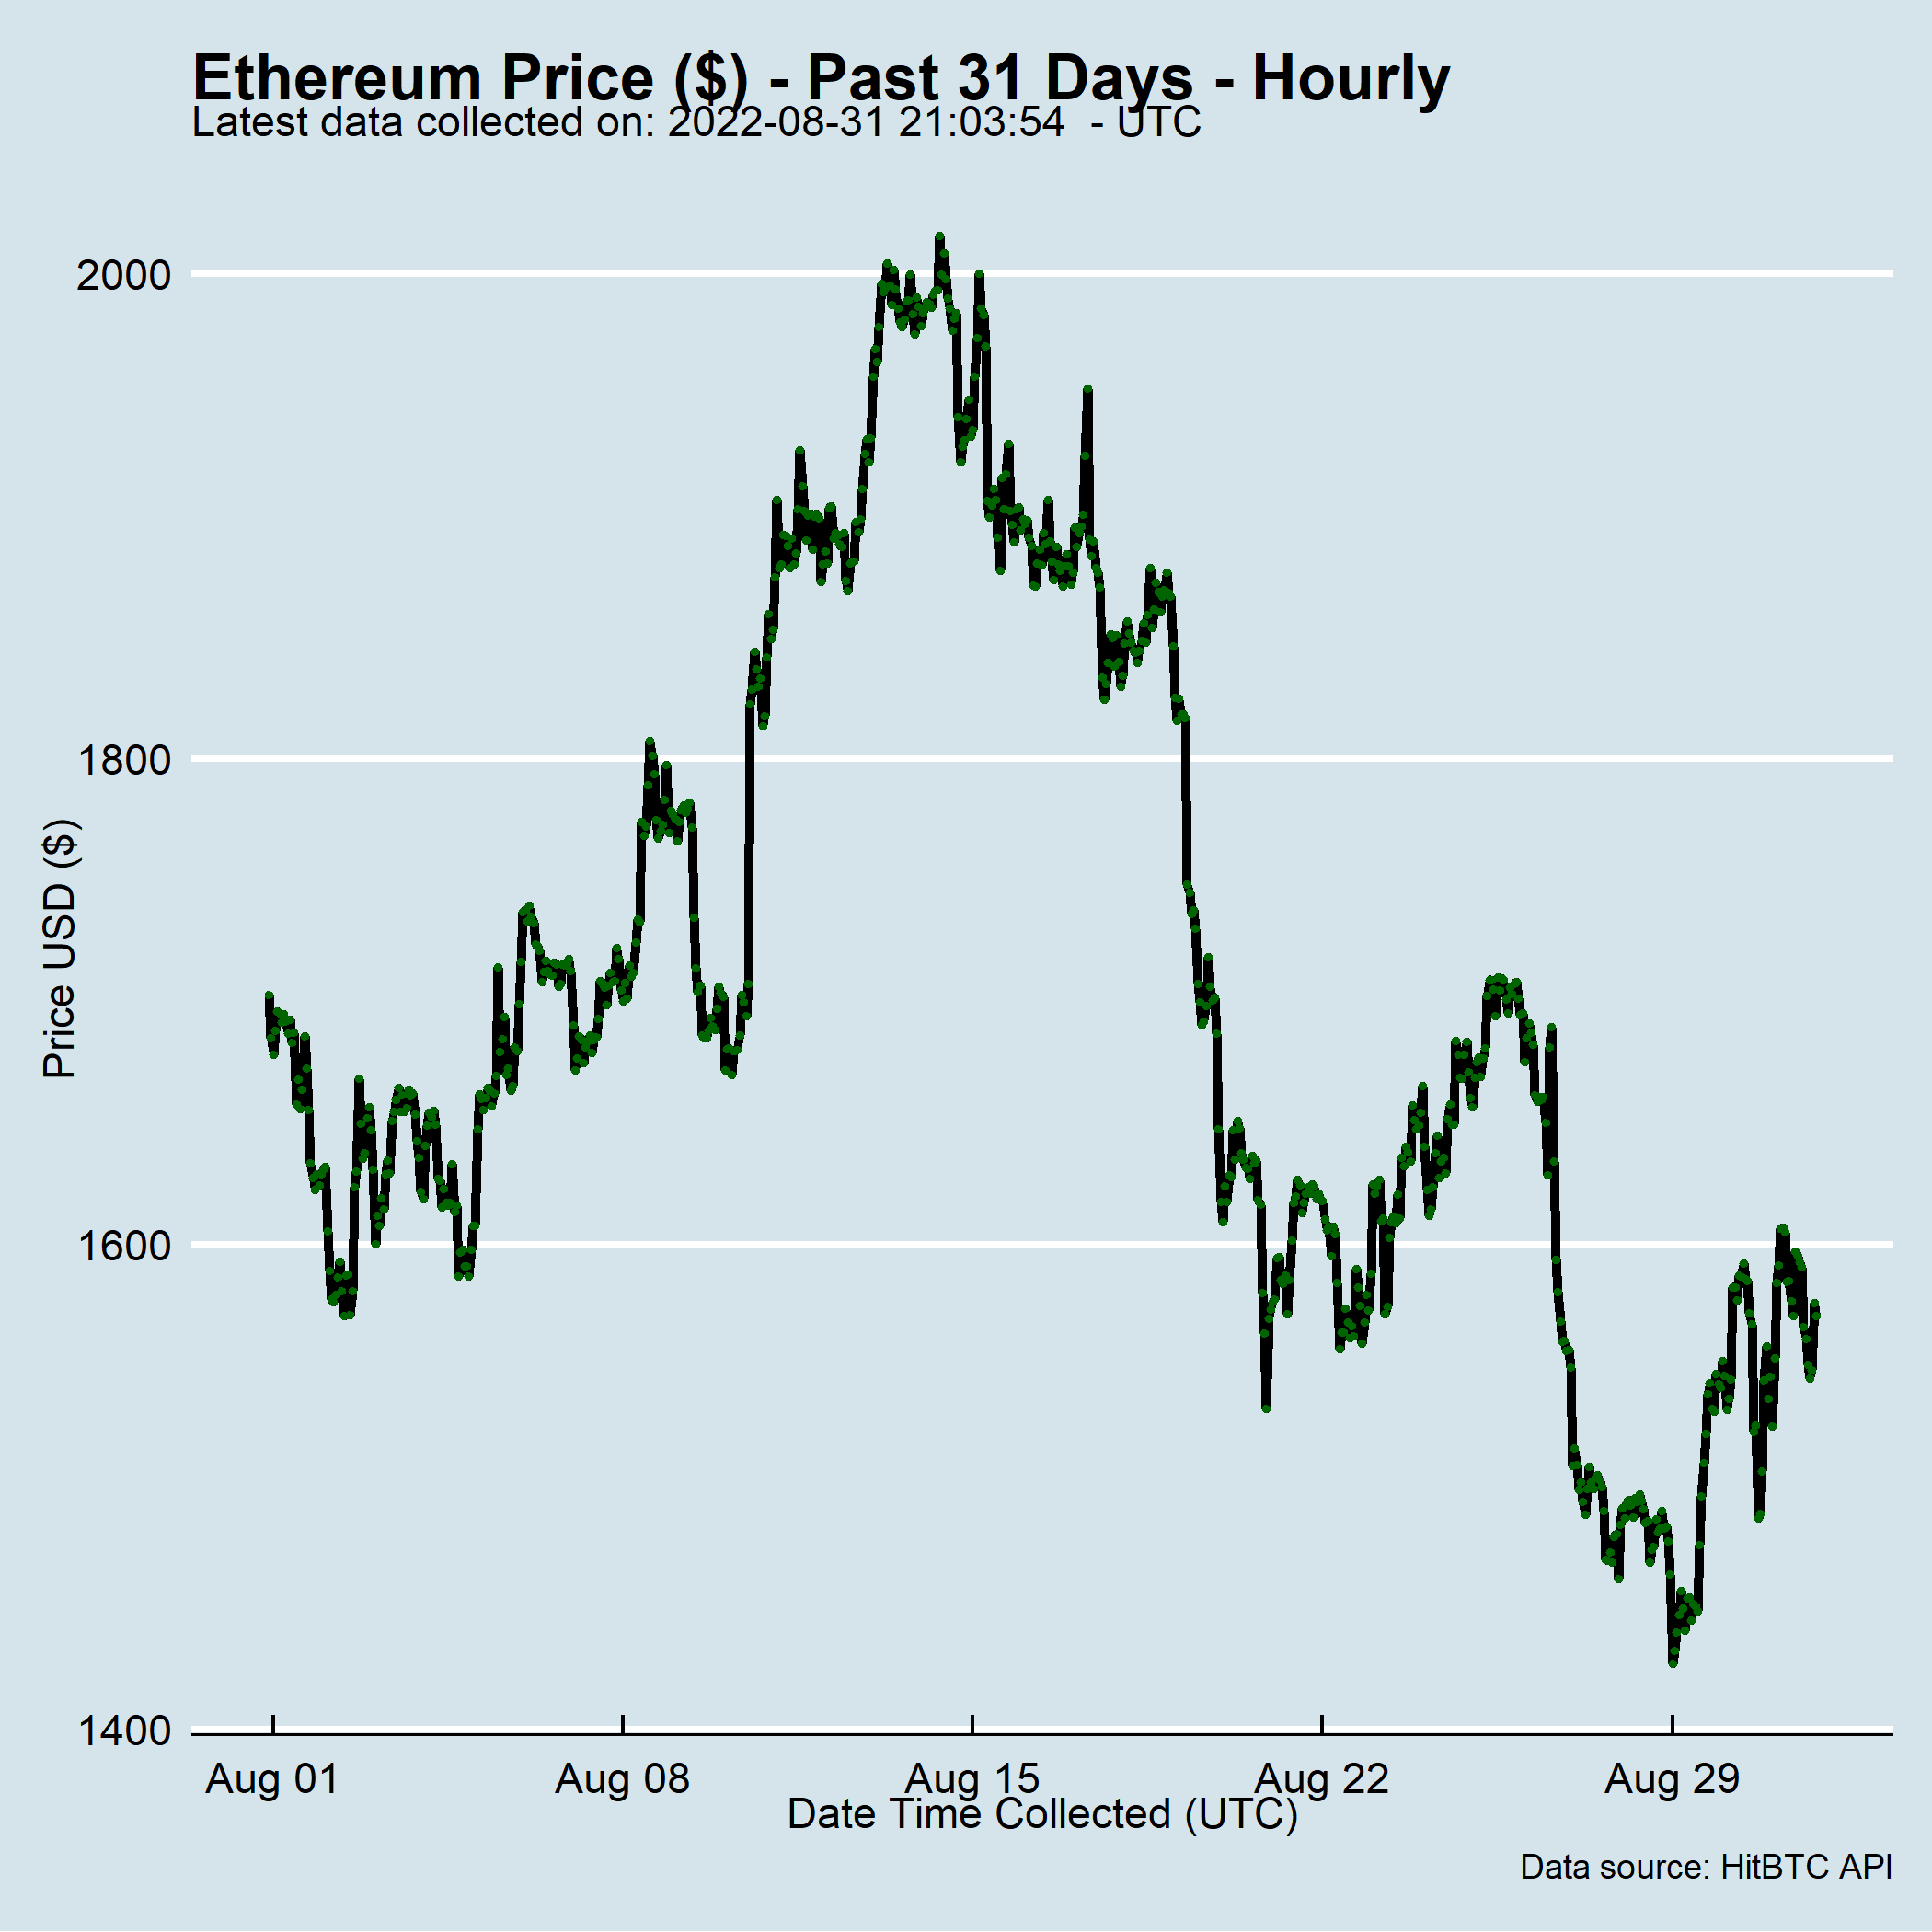 Ethereum Price ($) - Past 31 Days - Hourly
Latest data collected on: 2022-08-31 21:03:54  - UTC
Price USD ($)
2000
1800
1600
1400
Aug 01 Aug 08 Aug 15 Aug 22 Aug 29
Date Time Collected (UTC)
Data source: HitBTC API